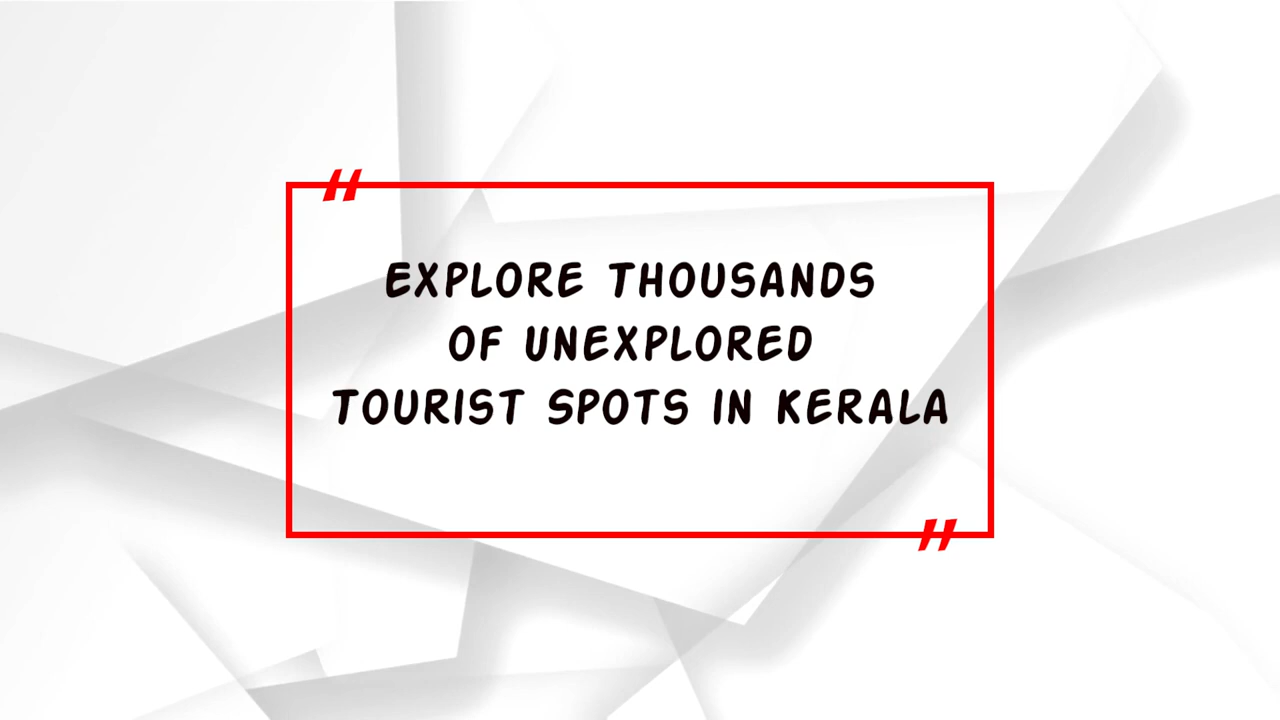 "
EXPLORE THOUSANDS
OF UNEXPLORED
TOURIST SPOTS IN KERALA
"